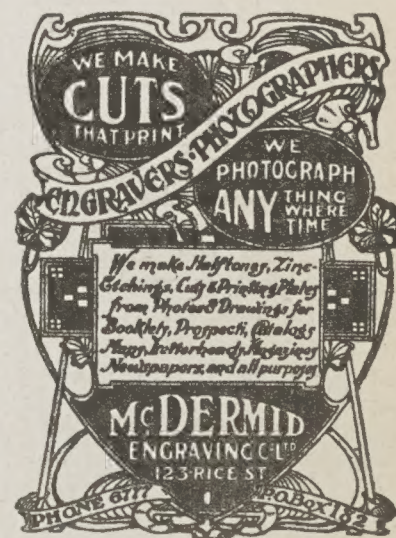 WE MAKE
CUTS
THAT PRINT
ENGRAVERS·PHOTOGRAPHERS
WE
PHOTOGRAPH
ANY THING
WHERE
TIME
We make Halftones, Zinc-
Etchings, Cuts & Printing Plates
from Photos & Drawings for
Booklets, Prospecti, Catalogs
Maps, Letterheads, Magazines
Newspapers, and all purposes
McDERMID
ENGRAVING Co LTD
123·RICE ST
PHONE 6777
P.O. BOX 132